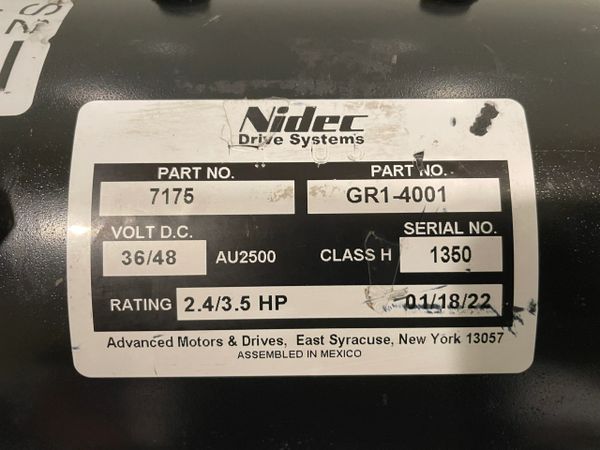 Nidec
Drive Systems
PART NO. PART NO.
7175 GR1-4001
VOLT D.C. SERIAL NO.
36/48 AU2500 CLASS H 1350
RATING 2.4/3.5 HP 01/18/22
Advanced Motors & Drives, East Syracuse, New York 13057
ASSEMBLED IN MEXICO